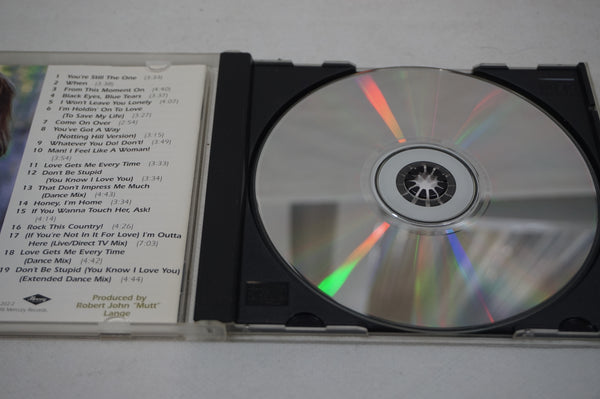 1 You're Still The One (3:33)
2 When (3:38)
3 From This Moment On (4:40)
4 Black Eyes, Blue Tears (3:37)
5 I Won't Leave You Lonely (4:07)
6 I'm Holdin' On To Love
(To Save My Life) (3:27)
7 Come On Over (2:54)
8 You've Got A Way
(Notting Hill Version) (3:15)
9 Whatever You Do! Don't! (3:49)
10 Man! I Feel Like A Woman!
(3:54)
11 Love Gets Me Every Time (3:33)
12 Don't Be Stupid
(You Know I Love You) (3:34)
13 That Don't Impress Me Much
(Dance Mix) (4:43)
14 Honey, I'm Home (3:34)
15 If You Wanna Touch Her, Ask!
(4:14)
16 Rock This Country! (4:26)
17 (If You're Not In It For Love) I'm Outta
Here (Live/Direct TV Mix) (7:03)
18 Love Gets Me Every Time
(Dance Mix) (4:42)
19 Don't Be Stupid (You Know I Love You)
(Extended Dance Mix) (4:44)
Produced by
Robert John "Mutt"
Lange
Mercury Records.